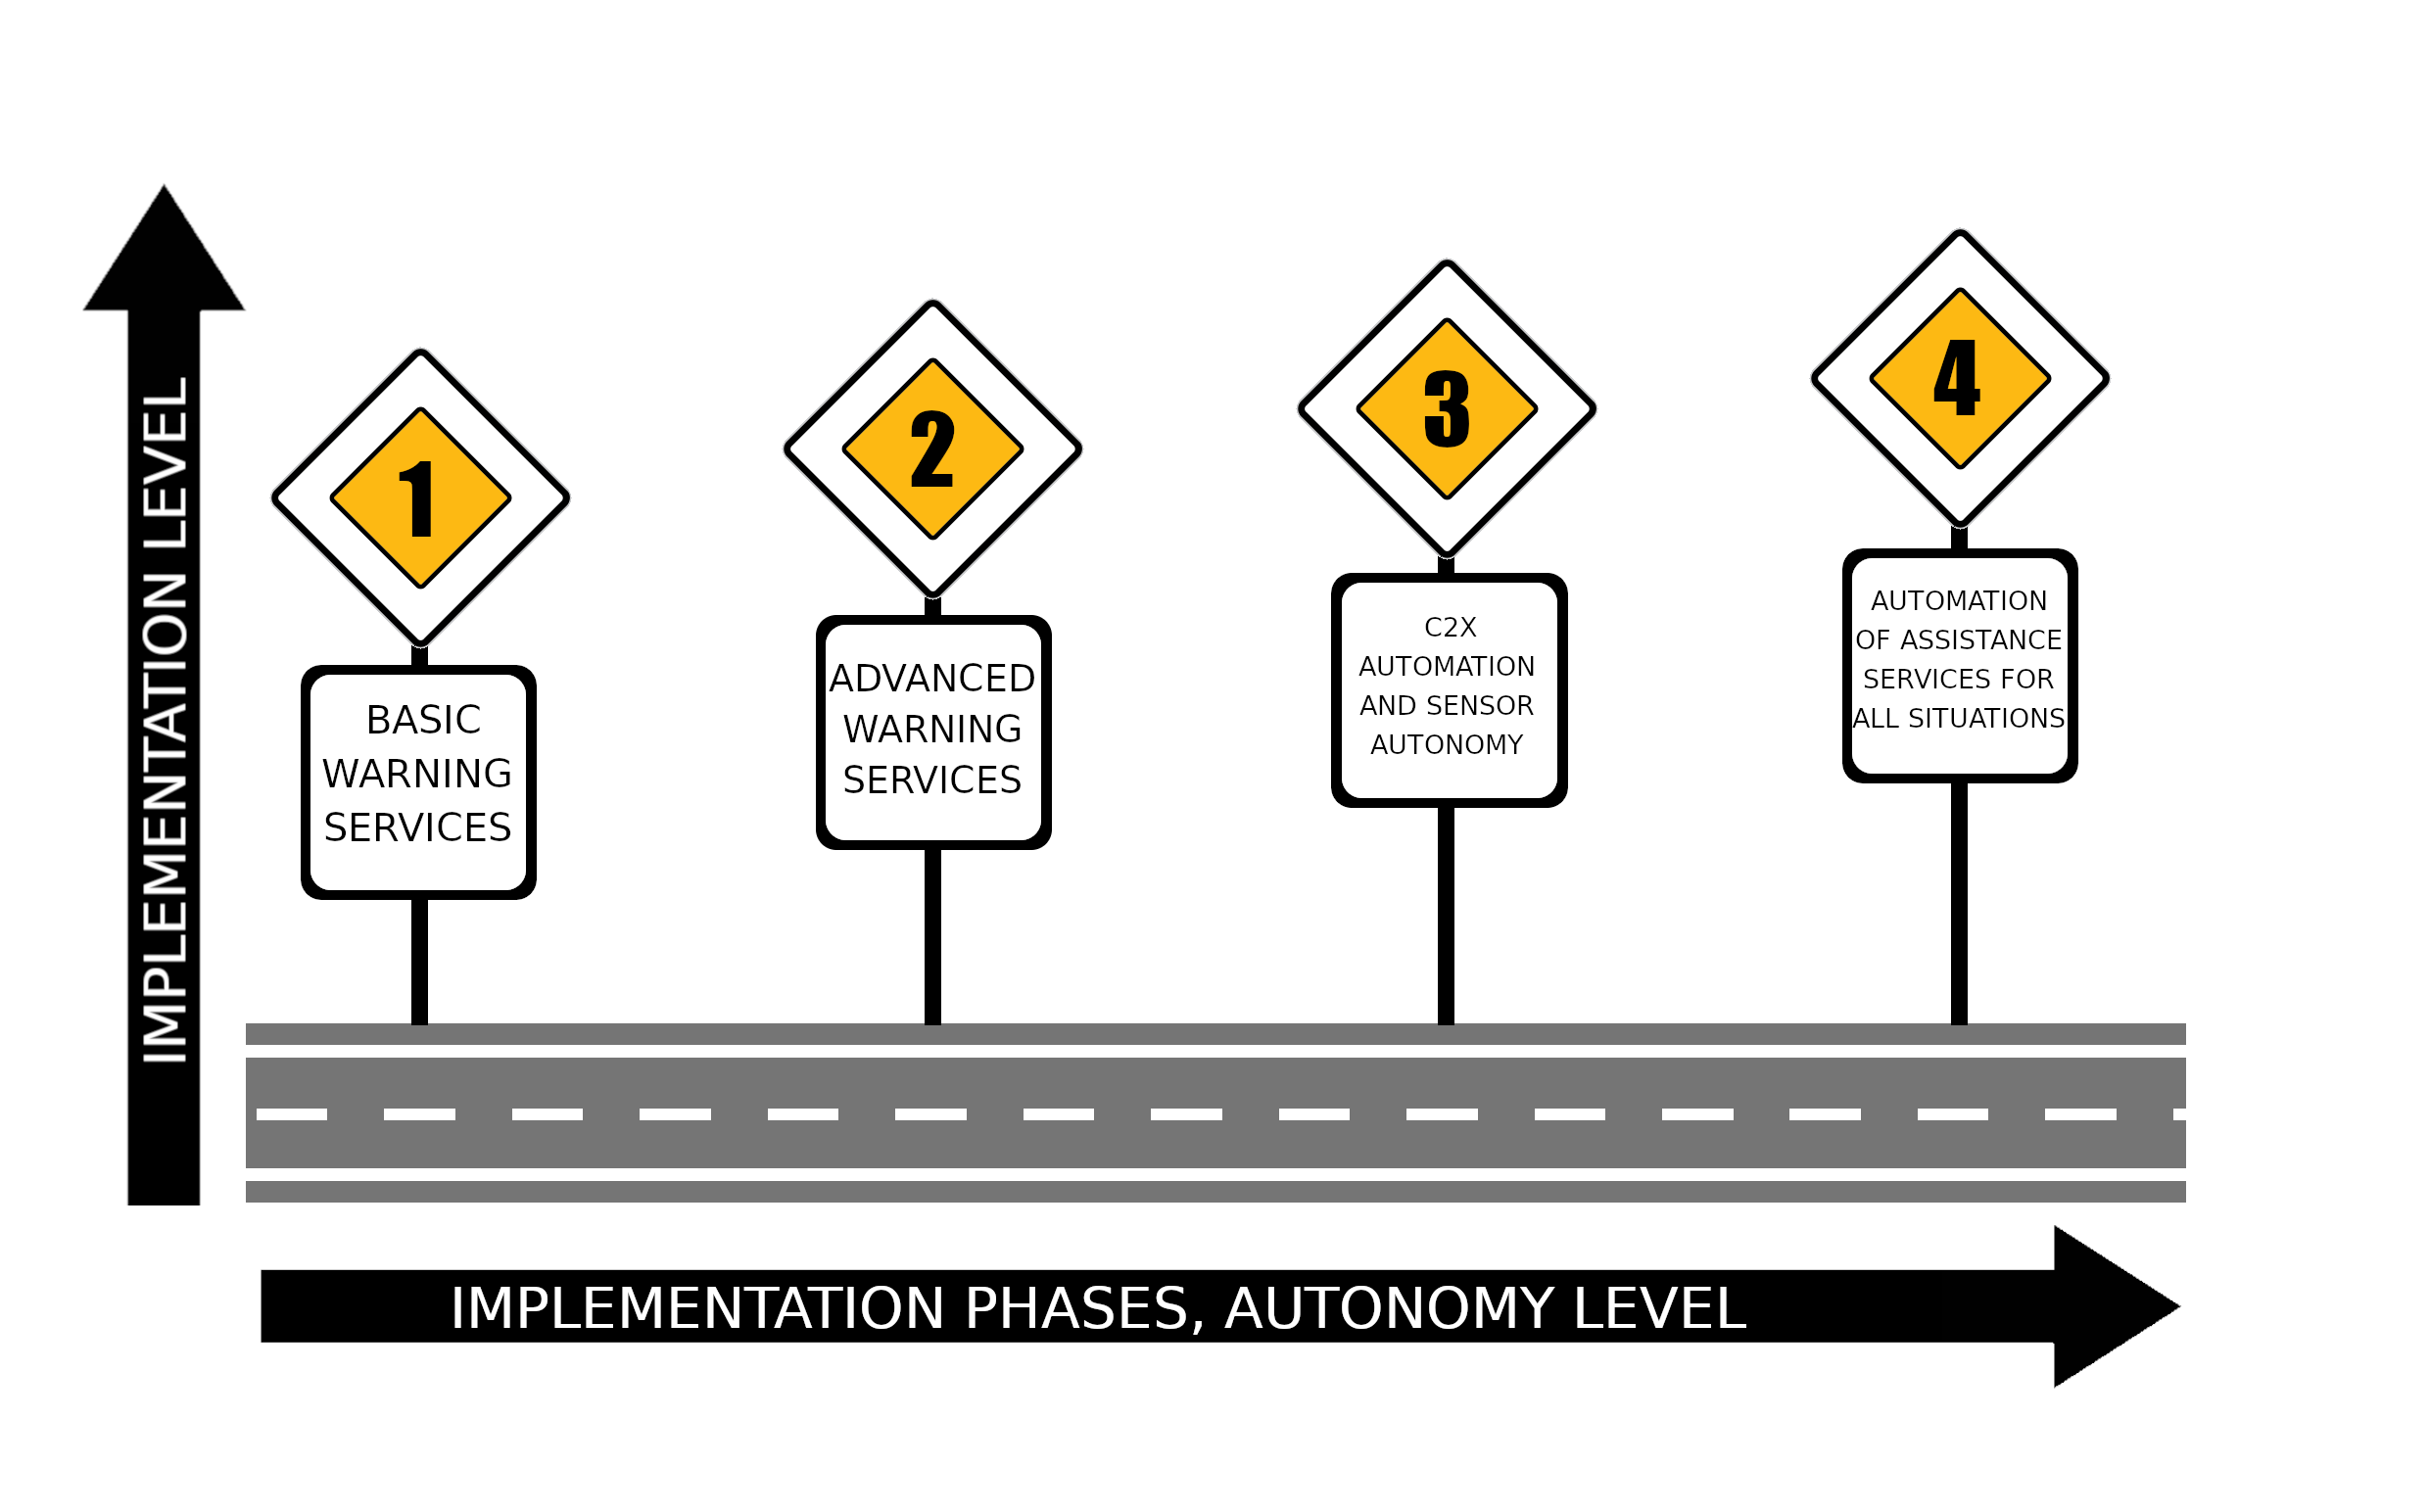 IMPLEMENTATION LEVEL
1
BASIC
WARNING
SERVICES
2
ADVANCED
WARNING
SERVICES
3
C2X
AUTOMATION
AND SENSOR
AUTONOMY
4
AUTOMATION
OF ASSISTANCE
SERVICES FOR
ALL SITUATIONS
IMPLEMENTATION PHASES, AUTONOMY LEVEL